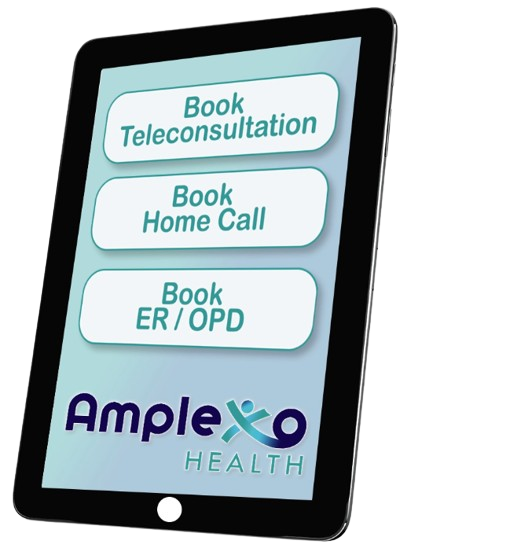 Book
Teleconsultation
Book
Home Call
Book
ER / OPD
Amplexo
HEALTH